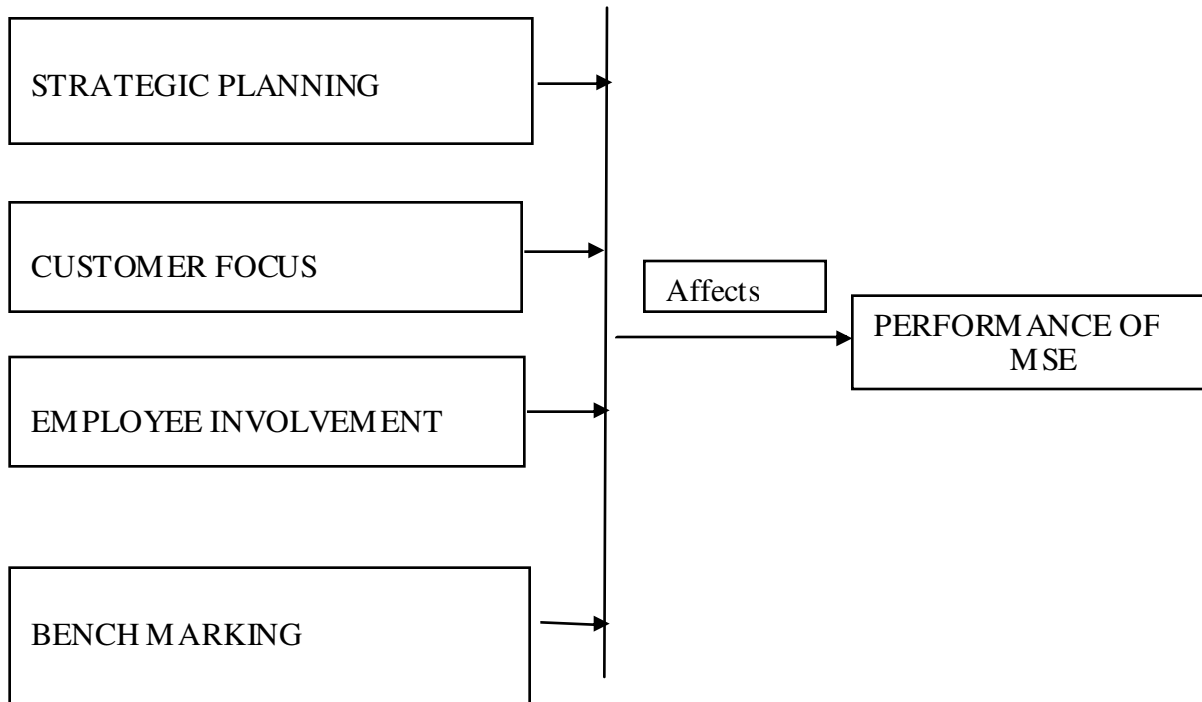 STRATEGIC PLANNING
CUSTOMER FOCUS
Affects
PERFORMANCE OF
MSE
EMPLOYEE INVOLVEMENT
BENCH MARKING